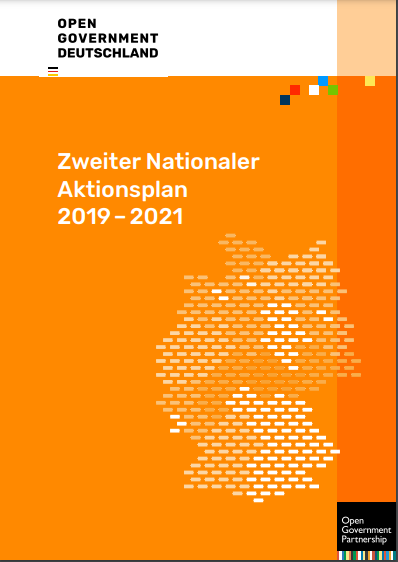 OPEN
GOVERNMENT
DEUTSCHLAND
Zweiter Nationaler
Aktionsplan
2019 – 2021
Open
Government
Partnership